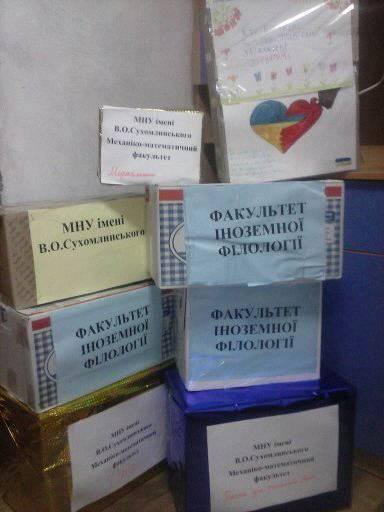 МНУ імені
В.О.Сухомлинського
Механіко-математичний
факультет
МНУ імені
В.О.Сухомлинського
ФАКУЛЬТЕТ
ІНОЗЕМНОЇ
ФІЛОЛОГІЇ
ФАКУЛЬТЕТ
ІНОЗЕМНОЇ
ФІЛОЛОГІЇ
ФАКУЛЬТЕТ
ІНОЗЕМНОЇ
ФІЛОЛОГІЇ
МНУ імені
В.О.Сухомлинського
Механіко-математичний
факультет
МНУ імені
В.О.Сухомлинського
Механіко-математичний
факультет